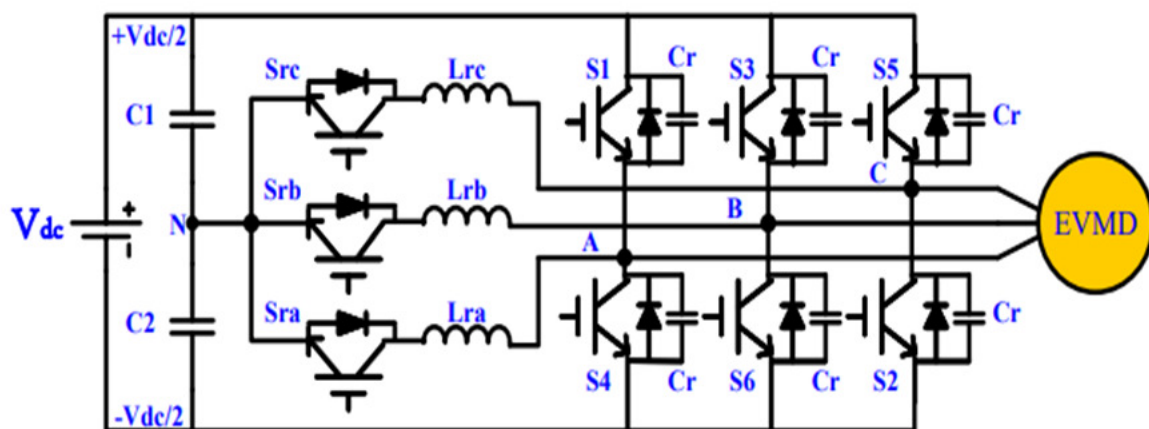 +Vdc/2
Src Lrc S1 Cr S3 Cr S5
C1 Cr
Srb Lrb C
Vdc + N B EVMD
-
A
Sra Lra
C2 Cr
S4 Cr S6 Cr S2
-Vdc/2